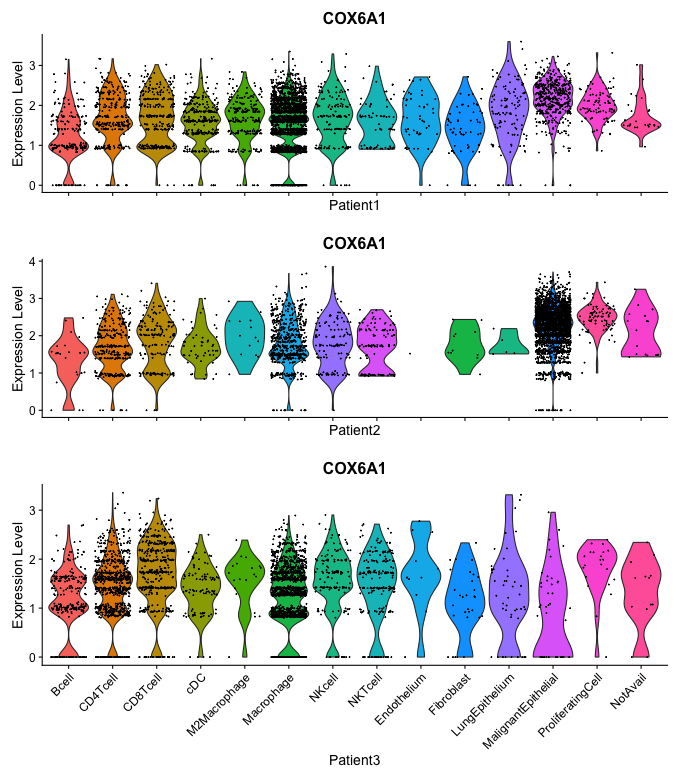 COX6A1
Expression Level
3
2
1
0
Patient1
COX6A1
Expression Level
4
3
2
1
0
Patient2
COX6A1
Expression Level
3
2
1
0
Bcell
CD4Tcell
CD8Tcell
cDC
M2Macrophage
Macrophage
NKcell
NKTcell
Endothelium
Fibroblast
LungEpithelium
MalignantEpithelial
ProliferatingCell
NotAvail
Patient3